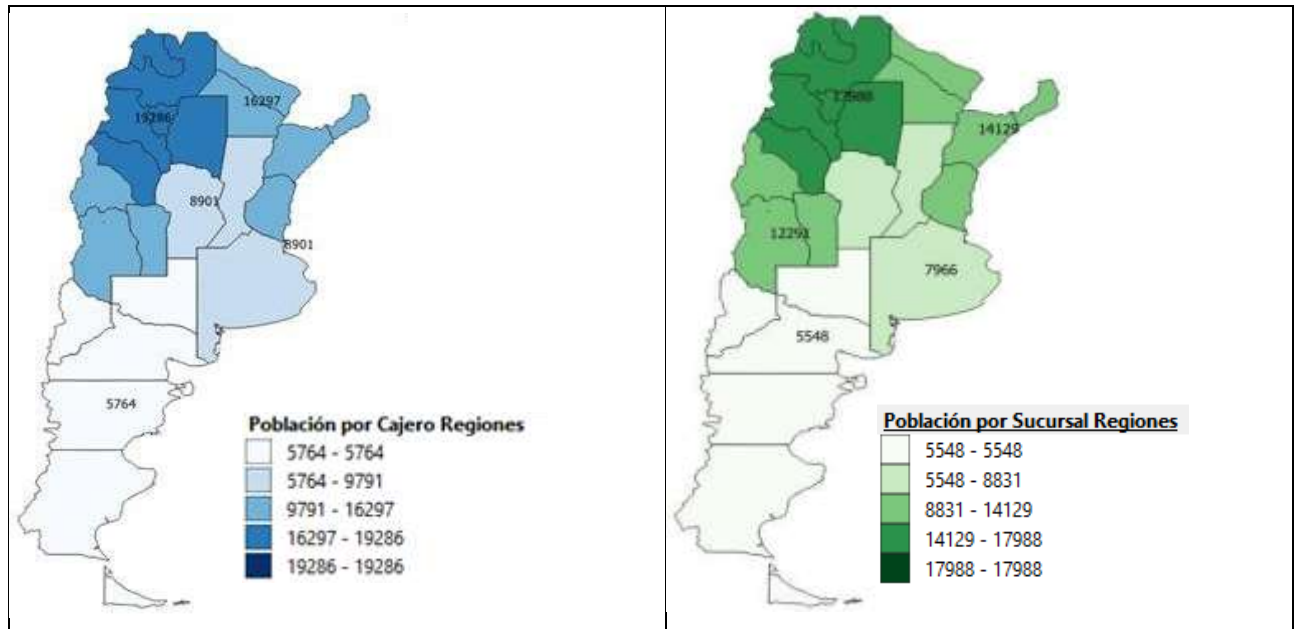 16297
19286
8901
8901
5764
Población por Cajero Regiones
5764 - 5764
5764 - 9791
9791 - 16297
16297 - 19286
19286 - 19286
17988
14129
12291
7966
5548
Población por Sucursal Regiones
5548 - 5548
5548 - 8831
8831 - 14129
14129 - 17988
17988 - 17988